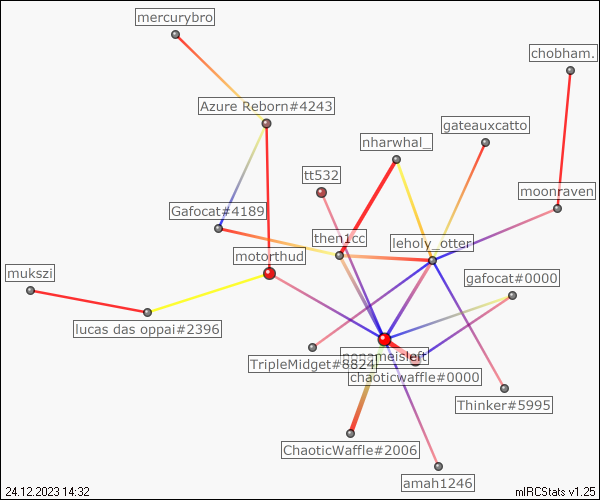 mercurybro
chobham.
Azure Reborn#4243
gateauxcatto
nharwhal_
tt532
moonraven
Gafocat#4189
then1cc
leholy_otter
motorthud
mukszi
gafocat#0000
lucas das oppai#2396
nonameisleft
TripleMidget#8824
chaoticwaffle#0000
Thinker#5995
ChaoticWaffle#2006
amah1246
24.12.2023 14:32
mIRCStats v1.25